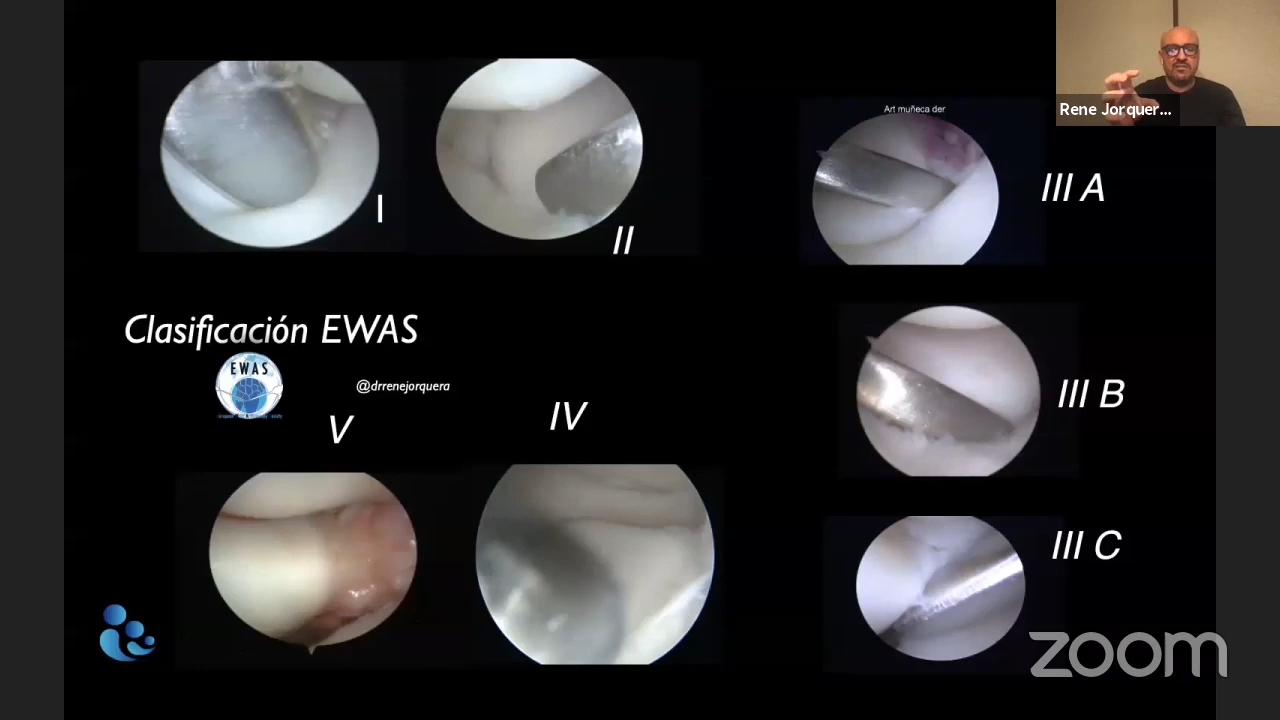 Rene Jorquer...
Art muñeca der
I
II
III A
Clasificación EWAS
EWAS
@drrenejorquera
V
IV
III B
III C
zoom